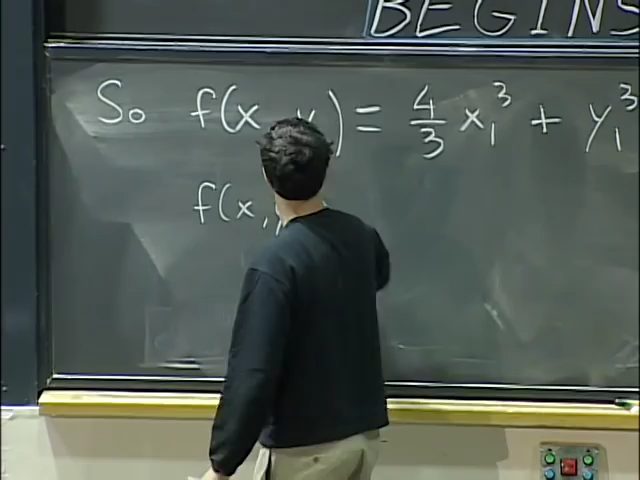 BEGINS
So f(x y) = 4/3 x₁³ + y₁³
f(x,